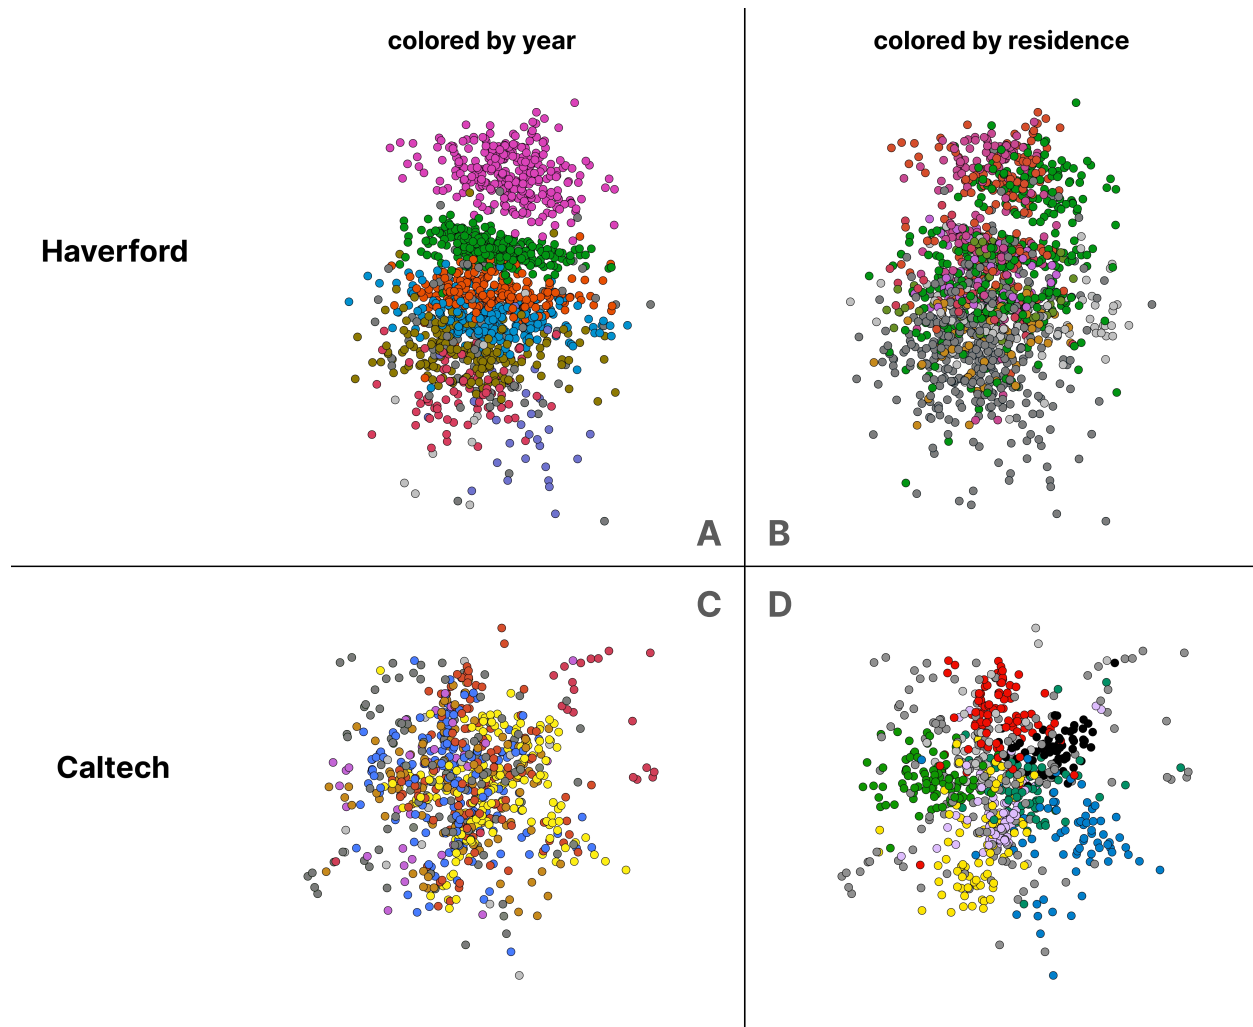 colored by year
colored by residence
Haverford
A
B
C
D
Caltech